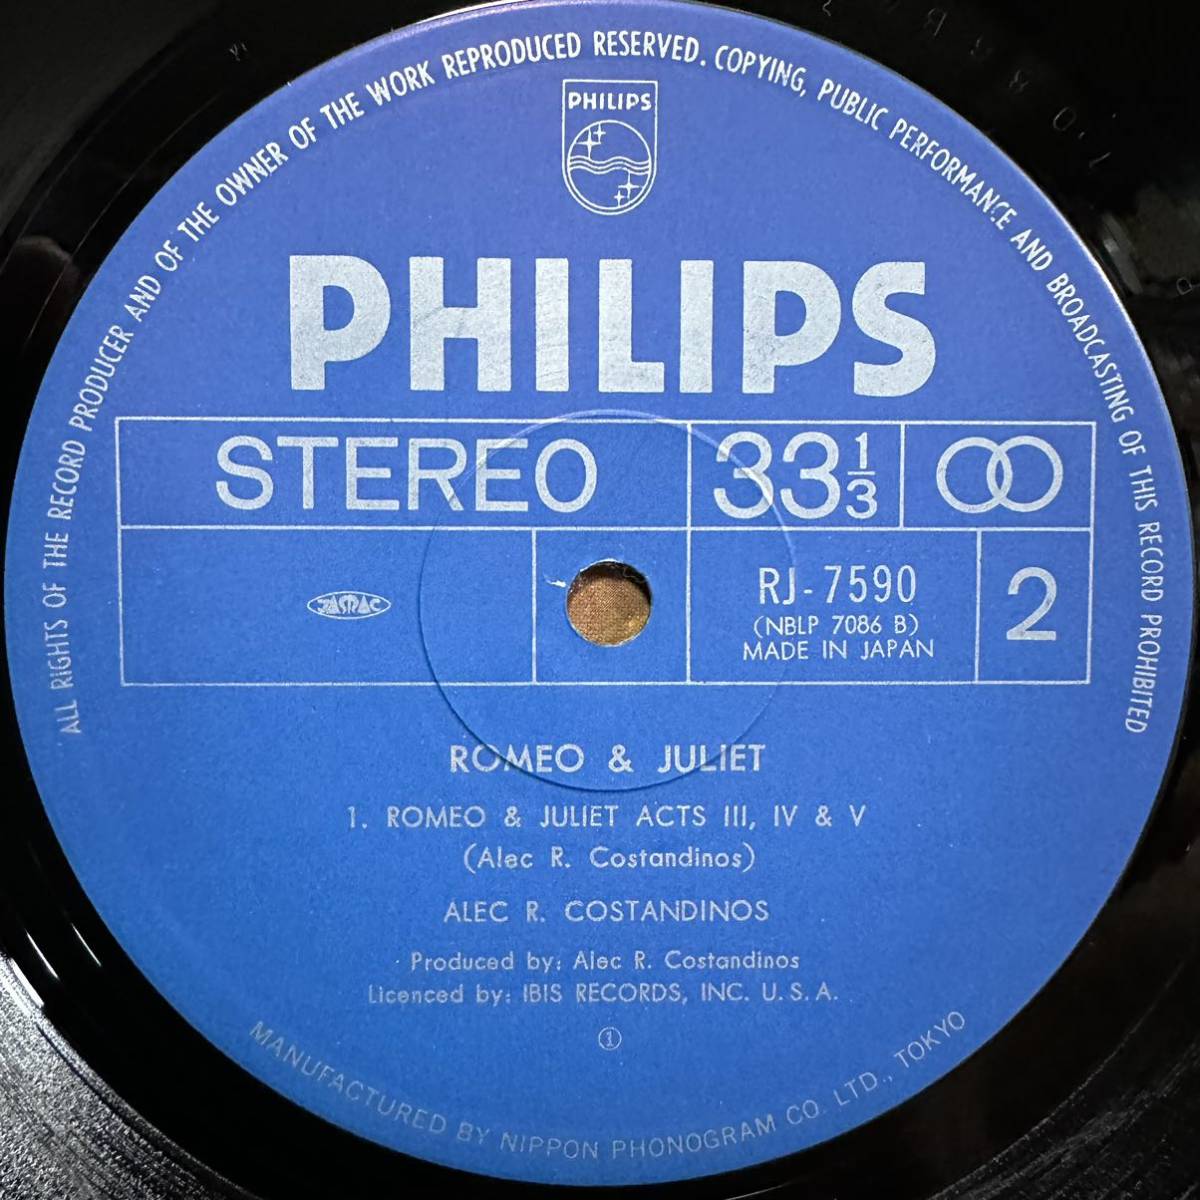 ALL RIGHTS OF THE RECORD PRODUCER AND OF THE OWNER OF THE WORK REPRODUCED RESERVED. COPYING, PUBLIC PERFORMANCE AND BROADCASTING OF THIS RECORD PROHIBITED
PHILIPS
PHILIPS
STEREO 33 1/3
JASRAC
RJ-7590
(NBLP 7086 B)
MADE IN JAPAN
2
ROMEO & JULIET
1. ROMEO & JULIET ACTS III, IV & V
(Alec R. Costandinos)
ALEC R. COSTANDINOS
Produced by: Alec R. Costandinos
Licenced by: IBIS RECORDS, INC. U.S.A.
①
MANUFACTURED BY NIPPON PHONOGRAM CO. LTD., TOKYO